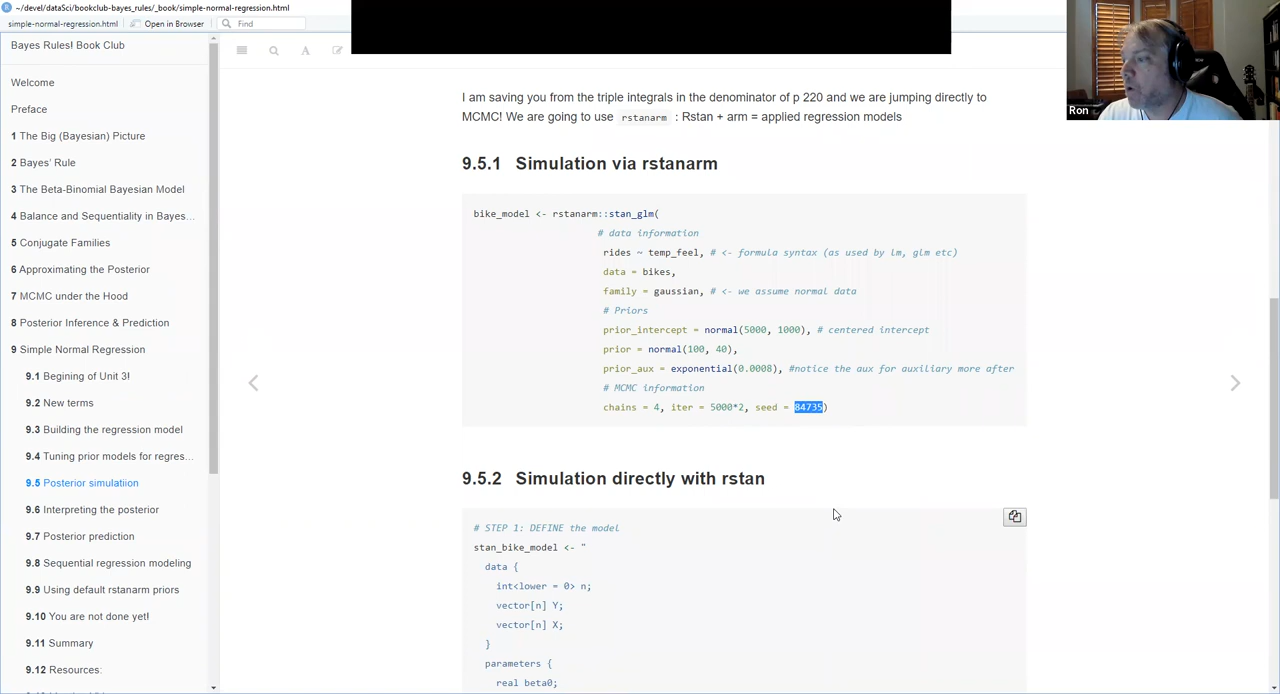 ~/devel/dataSci/bookclub-bayes_rules/_book/simple-normal-regression.html
simple-normal-regression.html
Open in Browser
Find
Bayes Rules! Book Club
Welcome
Preface
1 The Big (Bayesian) Picture
2 Bayes' Rule
3 The Beta-Binomial Bayesian Model
4 Balance and Sequentiality in Bayes...
5 Conjugate Families
6 Approximating the Posterior
7 MCMC under the Hood
8 Posterior Inference & Prediction
9 Simple Normal Regression
9.1 Begining of Unit 3!
9.2 New terms
9.3 Building the regression model
9.4 Tuning prior models for regres...
9.5 Posterior simulatiion
9.6 Interpreting the posterior
9.7 Posterior prediction
9.8 Sequential regression modeling
9.9 Using default rstanarm priors
9.10 You are not done yet!
9.11 Summary
9.12 Resources:
I am saving you from the triple integrals in the denominator of p 220 and we are jumping directly to
MCMC! We are going to use rstanarm : Rstan + arm = applied regression models
9.5.1 Simulation via rstanarm
bike_model <- rstanarm::stan_glm(
# data information
rides ~ temp_feel, # <- formula syntax (as used by lm, glm etc)
data = bikes,
family = gaussian, # <- we assume normal data
# Priors
prior_intercept = normal(5000, 1000), # centered intercept
prior = normal(100, 40),
prior_aux = exponential(0.0008), #notice the aux for auxiliary more after
# MCMC information
chains = 4, iter = 5000*2, seed = 84735)
9.5.2 Simulation directly with rstan
# STEP 1: DEFINE the model
stan_bike_model <- "
data {
int<lower = 0> n;
vector[n] Y;
vector[n] X;
}
parameters {
real beta0;
Ron